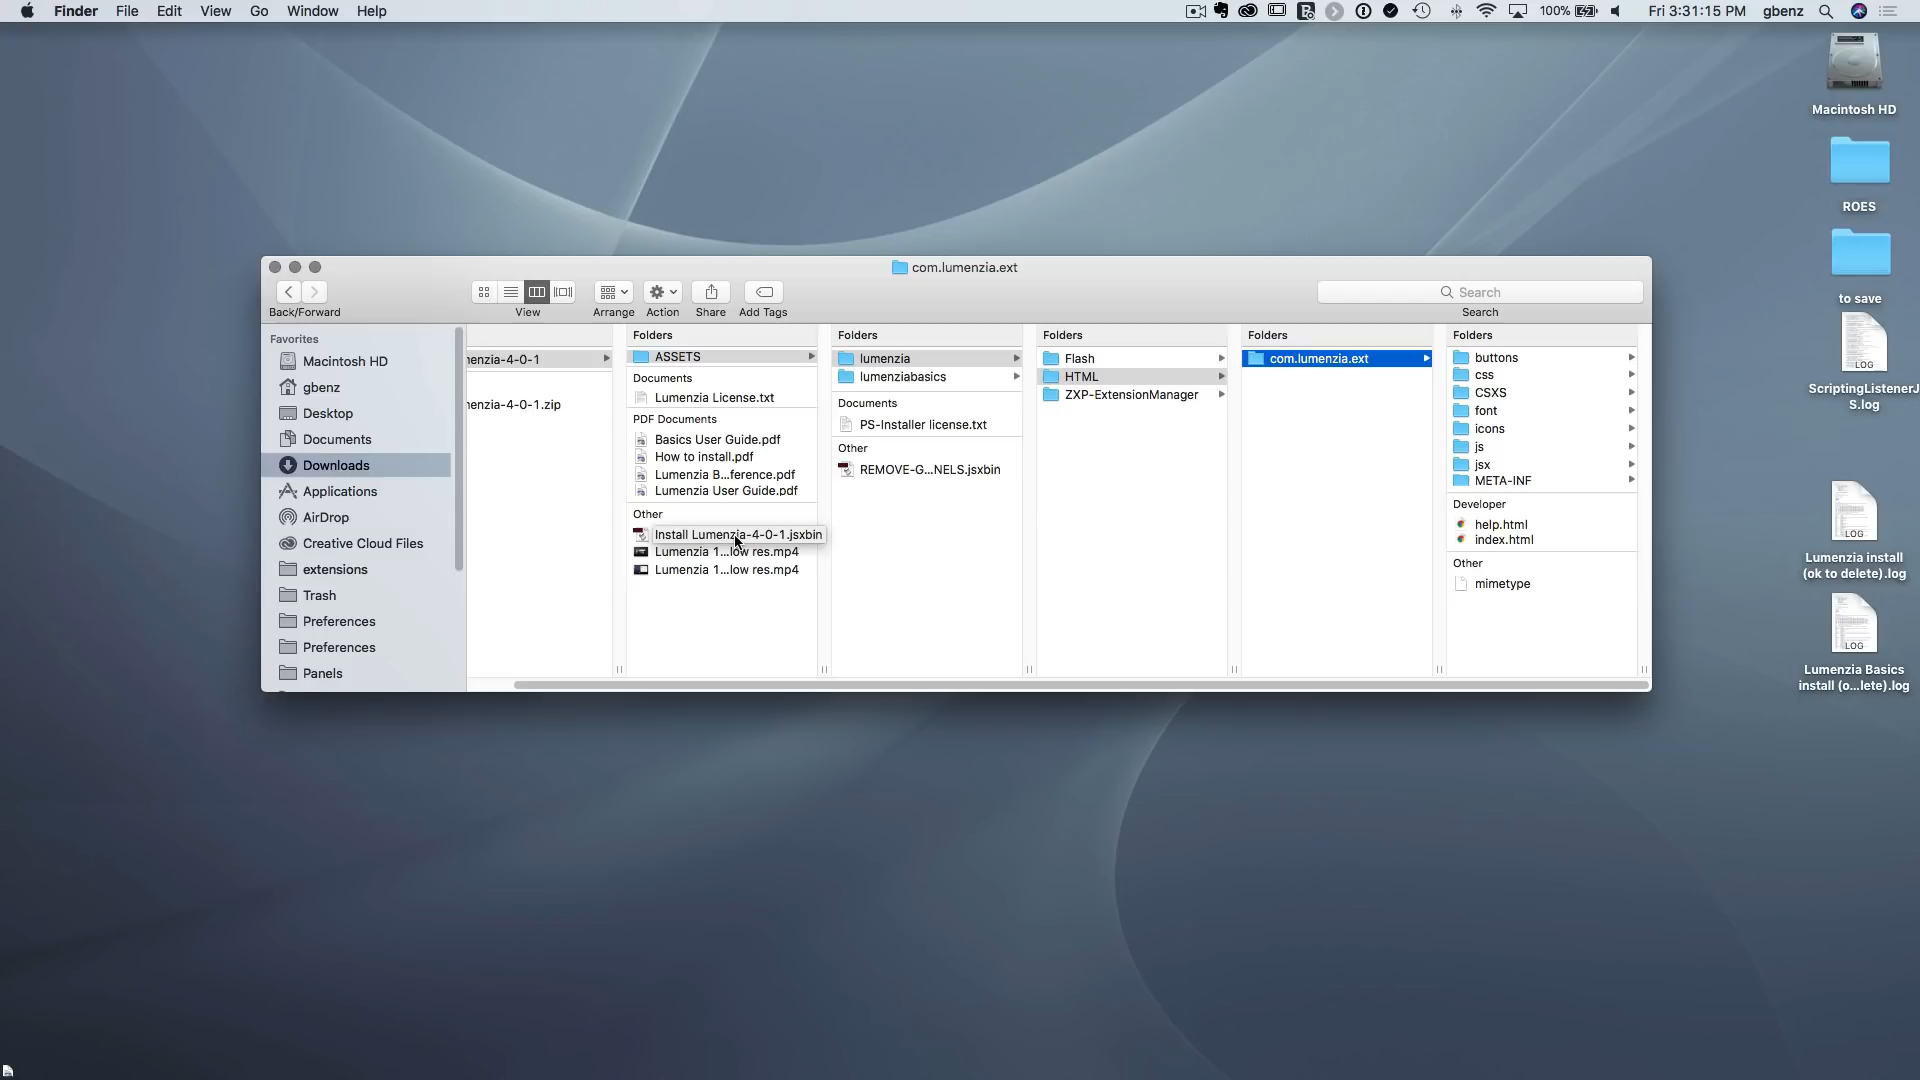 Finder File Edit View Go Window Help
100% Fri 3:31:15 PM gbenz
Macintosh HD
ROES
to save
LOG
ScriptingListenerJ
S.log
LOG
Lumenzia install
(ok to delete).log
LOG
Lumenzia Basics
install (o...lete).log
com.lumenzia.ext
Search
Back/Forward View Arrange Action Share Add Tags Search
Favorites
Macintosh HD
gbenz
Desktop
Documents
Downloads
Applications
AirDrop
Creative Cloud Files
extensions
Trash
Preferences
Preferences
Panels
nenzia-4-0-1
nenzia-4-0-1.zip
Folders
ASSETS
Documents
Lumenzia License.txt
PDF Documents
Basics User Guide.pdf
How to install.pdf
Lumenzia B...ference.pdf
Lumenzia User Guide.pdf
Other
Install Lumenzia-4-0-1.jsxbin
Lumenzia 1...low res.mp4
Lumenzia 1...low res.mp4
Folders
lumenzia
lumenziabasics
Documents
PS-Installer license.txt
Other
REMOVE-G...NELS.jsxbin
Folders
Flash
HTML
ZXP-ExtensionManager
Folders
com.lumenzia.ext
Folders
buttons
css
CSXS
font
icons
js
jsx
META-INF
Developer
help.html
index.html
Other
mimetype